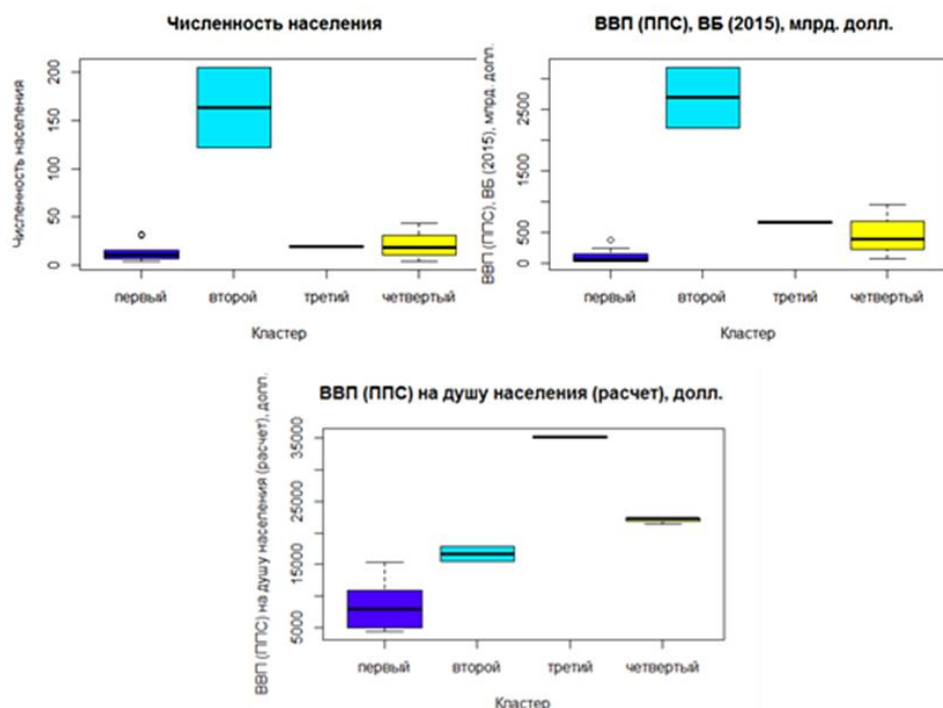 Численность населения
Численность населения
200
150
100
50
0
первый второй третий четвертый
Кластер
ВВП (ППС), ВБ (2015), млрд. долл.
ВВП (ППС), ВБ (2015), млрд. долл.
2500
1500
500
0
первый второй третий четвертый
Кластер
ВВП (ППС) на душу населения (расчет), долл.
ВВП (ППС) на душу населения (расчет), долл.
35000
25000
15000
5000
первый второй третий четвертый
Кластер